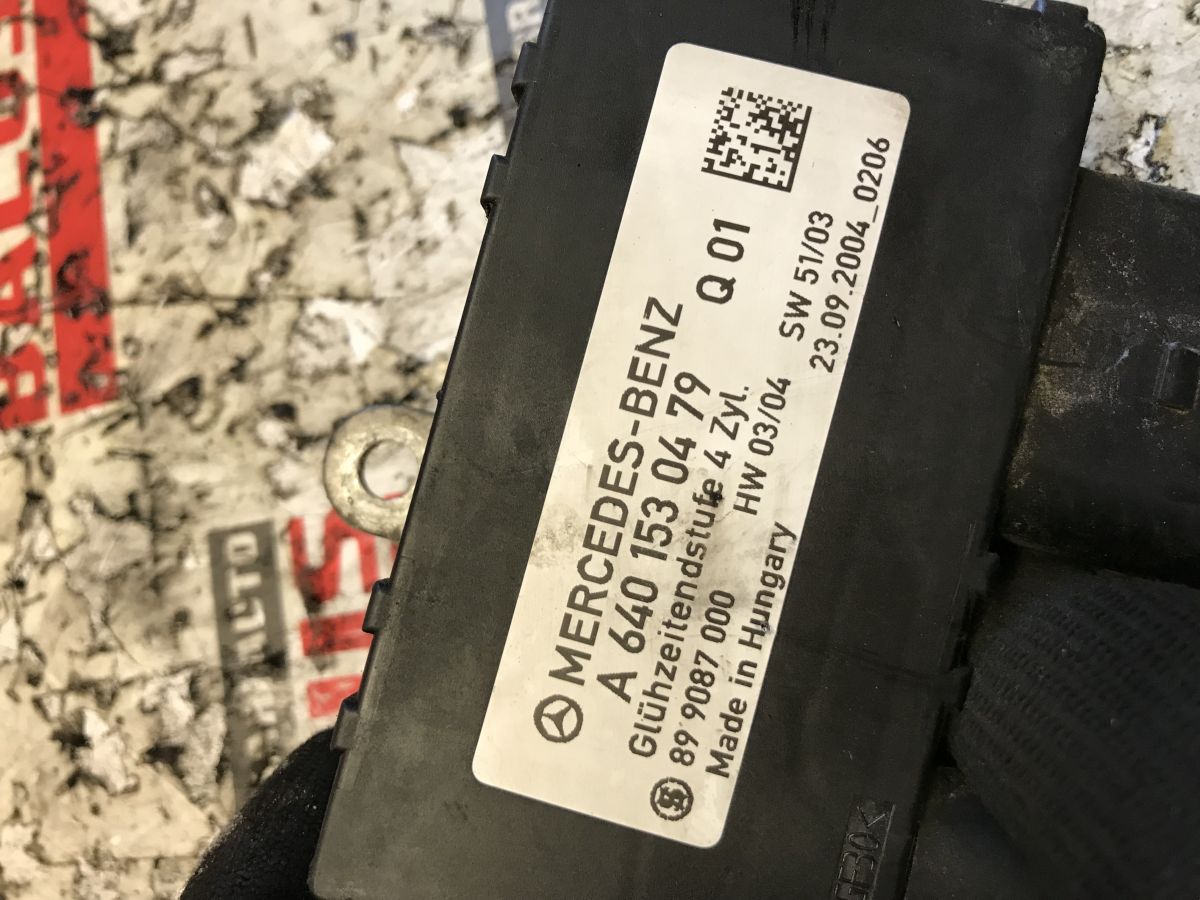 MERCEDES-BENZ
A 640 153 04 79 Q 01
Glühzeitendstufe 4 Zyl.
89 9087 000 HW 03/04 SW 51/03
Made in Hungary 23.09.2004_0206